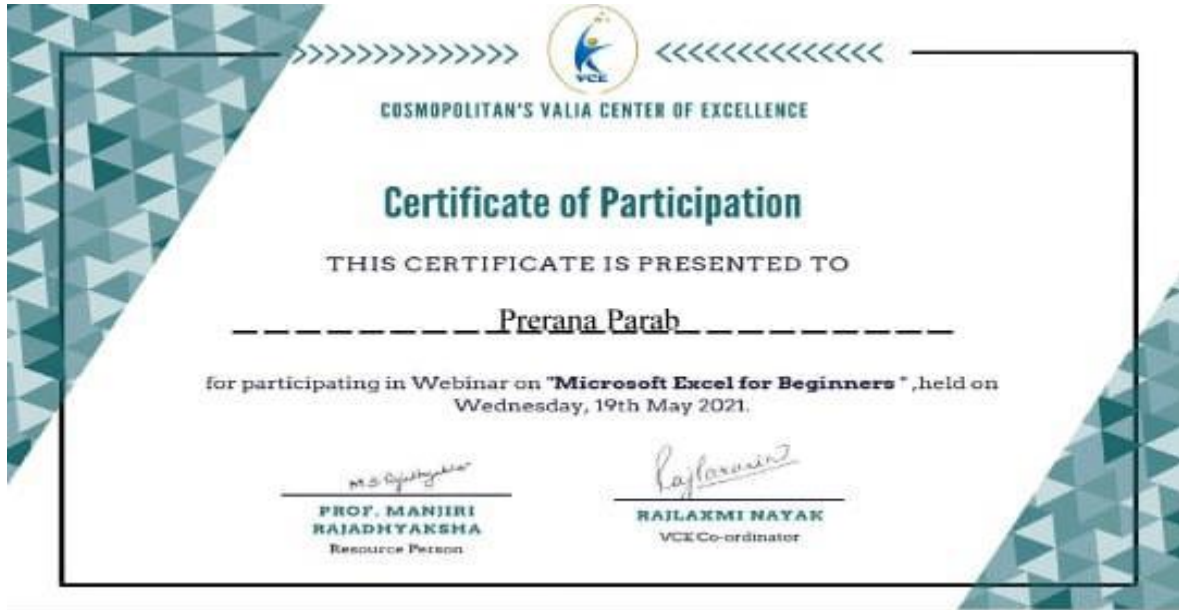 VCE
COSMOPOLITAN'S VALIA CENTER OF EXCELLENCE
Certificate of Participation
THIS CERTIFICATE IS PRESENTED TO
Prerana Parab
for participating in Webinar on "Microsoft Excel for Beginners " ,held on
Wednesday, 19th May 2021.
PROF. MANJIRI
RAJADHYAKSHA
Resource Person
RAJLAXMI NAYAK
VCE Co-ordinator